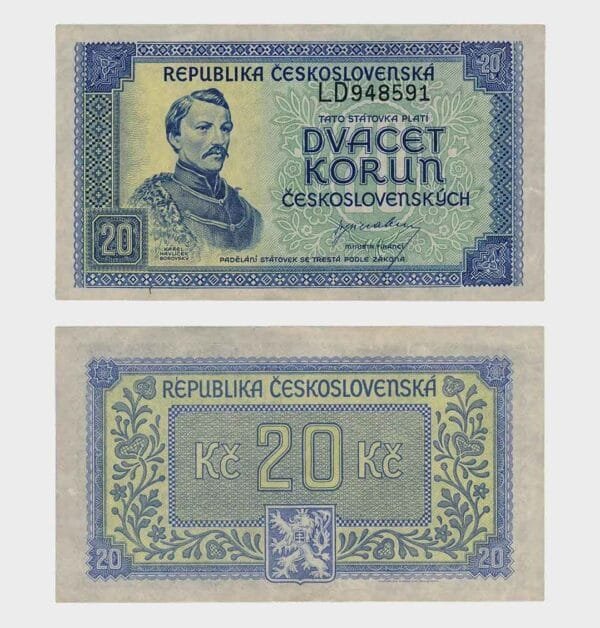 REPUBLIKA ČESKOSLOVENSKÁ
20
LD948591
TATO STÁTOVKA PLATÍ
DVACET
KORUN
ČESKOSLOVENSKÝCH
20
KAREL
HAVLÍČEK
BOROVSKÝ
MINISTR FINANCÍ
PADĚLÁNÍ STÁTOVEK SE TRESTÁ PODLE ZÁKONA
REPUBLIKA ČESKOSLOVENSKÁ
Kč 20 Kč
20
20